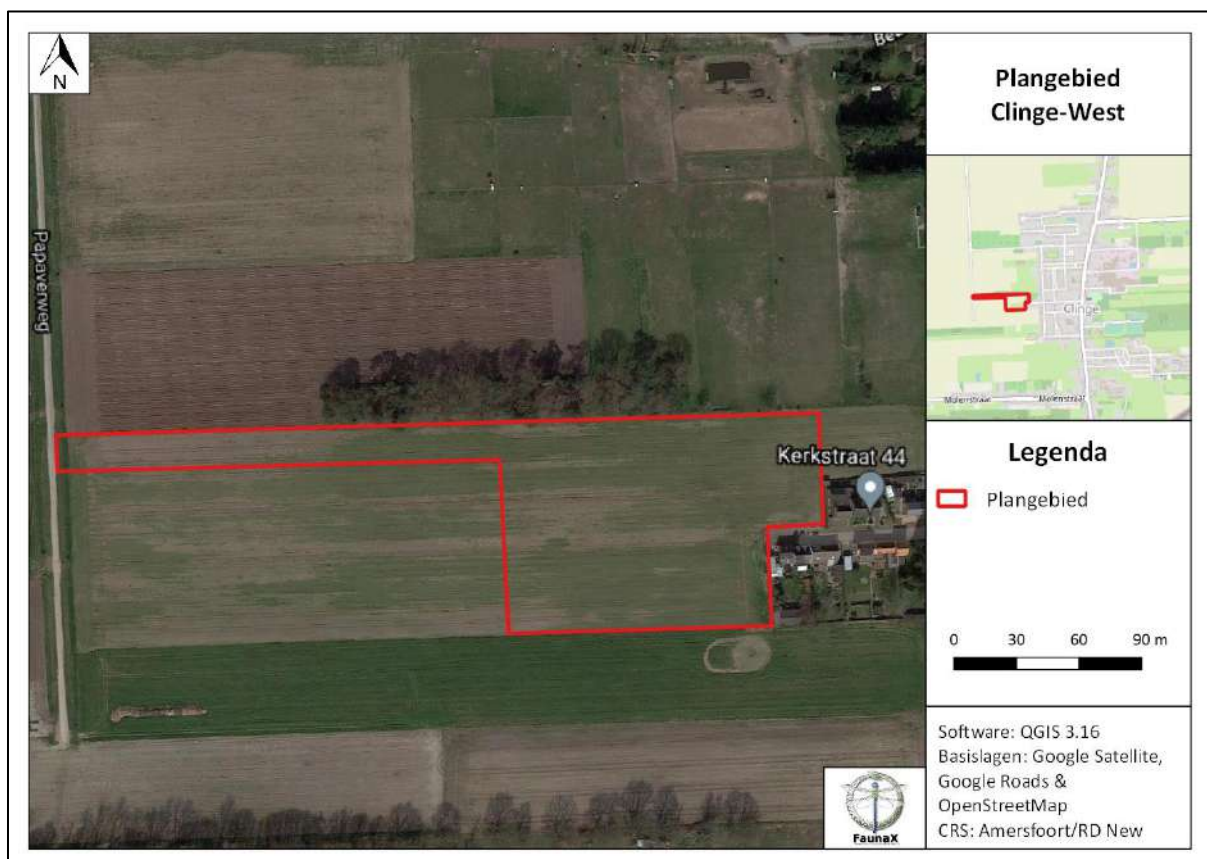 N
Papaverweg
Kerkstraat 44
FaunaX
Plangebied
Clinge-West
Clinge
Molenstraat
Molenstraat
Legenda
Plangebied
0 30 60 90 m
Software: QGIS 3.16
Basislagen: Google Satellite,
Google Roads &
OpenStreetMap
CRS: Amersfoort/RD New